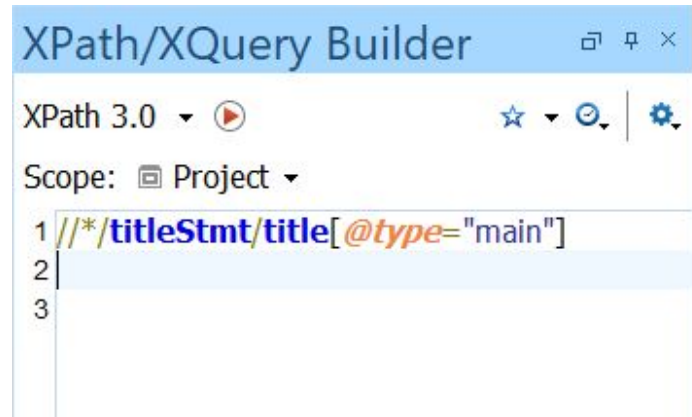 XPath/XQuery Builder
XPath 3.0
Scope: Project
1 //*/titleStmt/title[@type="main"]
2
3